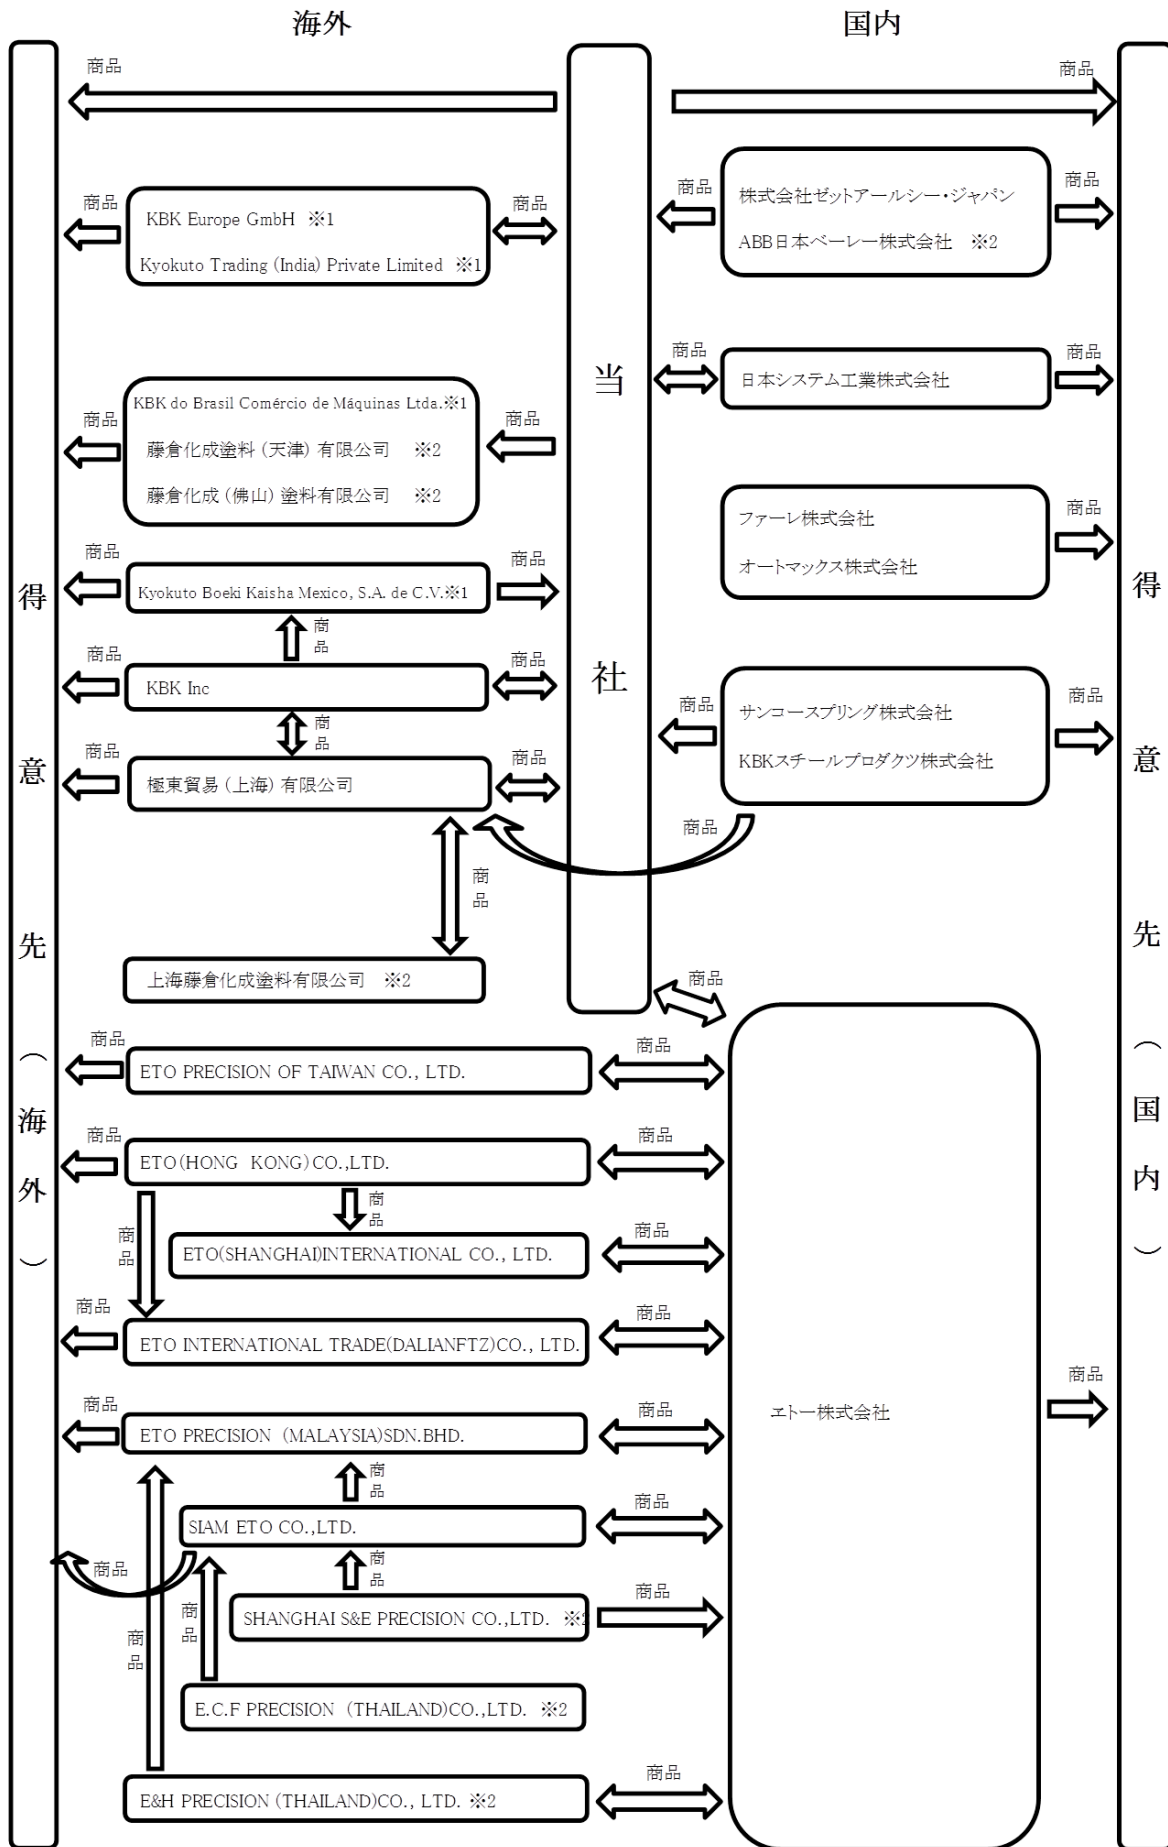 海外
国内
商品
商品
商品
KBK Europe GmbH ※1
Kyokuto Trading (India) Private Limited ※1
商品
商品
株式会社ゼットアールシー・ジャパン
ABB日本ベーレー株式会社 ※2
商品
当社
商品
日本システム工業株式会社
商品
商品
KBK do Brasil Comércio de Máquinas Ltda.※1
藤倉化成塗料(天津)有限公司 ※2
藤倉化成(佛山)塗料有限公司 ※2
商品
ファーレ株式会社
オートマックス株式会社
商品
商品
Kyokuto Boeki Kaisha Mexico, S.A. de C.V.※1
商品
商品
商品
KBK Inc
商品
商品
サンコースプリング株式会社
KBKスチールプロダクツ株式会社
商品
商品
商品
極東貿易(上海)有限公司
商品
商品
商品
上海藤倉化成塗料有限公司 ※2
商品
得意先(海外)
得意先(国内)
商品
ETO PRECISION OF TAIWAN CO., LTD.
商品
商品
ETO(HONG KONG)CO.,LTD.
商品
商品
商品
ETO(SHANGHAI)INTERNATIONAL CO., LTD.
商品
商品
ETO INTERNATIONAL TRADE(DALIANFTZ)CO., LTD.
商品
ヱトー株式会社
商品
商品
ETO PRECISION (MALAYSIA)SDN.BHD.
商品
商品
SIAM ETO CO.,LTD.
商品
商品
商品
SHANGHAI S&E PRECISION CO.,LTD. ※2
商品
商品
商品
E.C.F PRECISION (THAILAND)CO.,LTD. ※2
E&H PRECISION (THAILAND)CO., LTD. ※2
商品